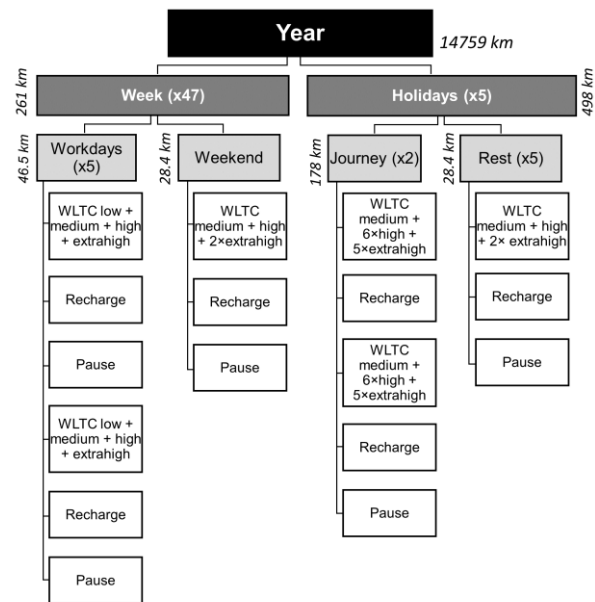 Year
14759 km
261 km
Week (x47)
Holidays (x5)
498 km
46.5 km
Workdays
(x5)
28.4 km
Weekend
178 km
Journey (x2)
28.4 km
Rest (x5)
WLTC low +
medium + high
+ extrahigh
Recharge
Pause
WLTC low +
medium + high
+ extrahigh
Recharge
Pause
WLTC
medium + high
+ 2×extrahigh
Recharge
Pause
WLTC
medium +
6×high +
5×extrahigh
Recharge
WLTC
medium +
6×high +
5×extrahigh
Recharge
Pause
WLTC
medium + high
+ 2× extrahigh
Recharge
Pause